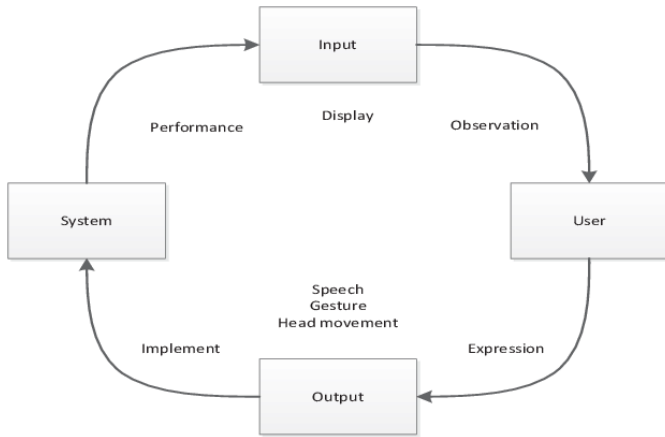 Input
Display
Performance
Observation
System
User
Speech
Gesture
Head movement
Implement
Expression
Output